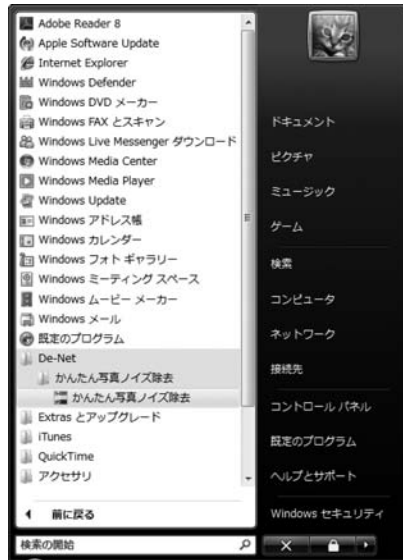 Adobe Reader 8
Apple Software Update
Internet Explorer
Windows Defender
Windows DVD メーカー
Windows FAX とスキャン
Windows Live Messenger ダウンロード
Windows Media Center
Windows Media Player
Windows Update
Windows アドレス帳
Windows カレンダー
Windows フォト ギャラリー
Windows ミーティング スペース
Windows ムービー メーカー
Windows メール
既定のプログラム
De-Net
かんたん写真ノイズ除去
かんたん写真ノイズ除去
Extras とアップグレード
iTunes
QuickTime
アクセサリ
前に戻る
検索の開始
ドキュメント
ピクチャ
ミュージック
ゲーム
検索
コンピュータ
ネットワーク
接続先
コントロール パネル
既定のプログラム
ヘルプとサポート
Windows セキュリティ